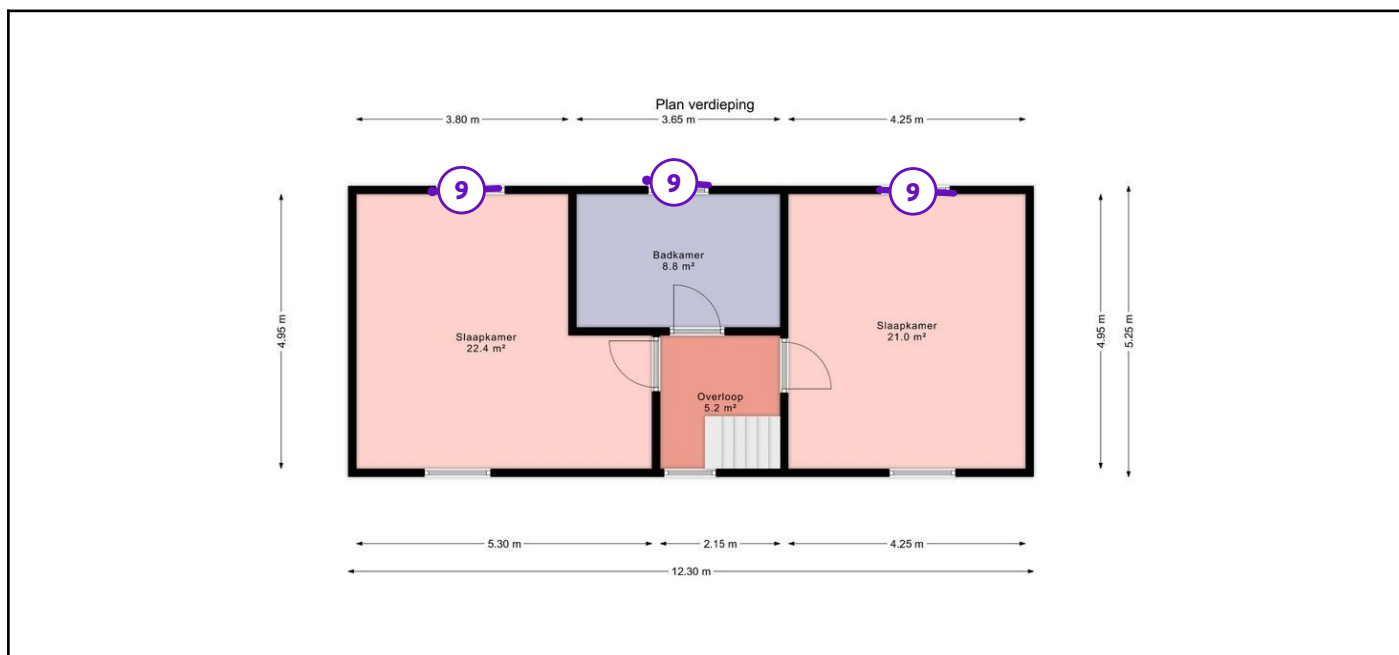 Plan verdieping
3.80 m
3.65 m
4.25 m
9
9
9
Badkamer
8.8 m²
4.95 m
Slaapkamer
22.4 m²
Slaapkamer
21.0 m²
4.95 m
5.25 m
Overloop
5.2 m²
5.30 m
2.15 m
4.25 m
12.30 m